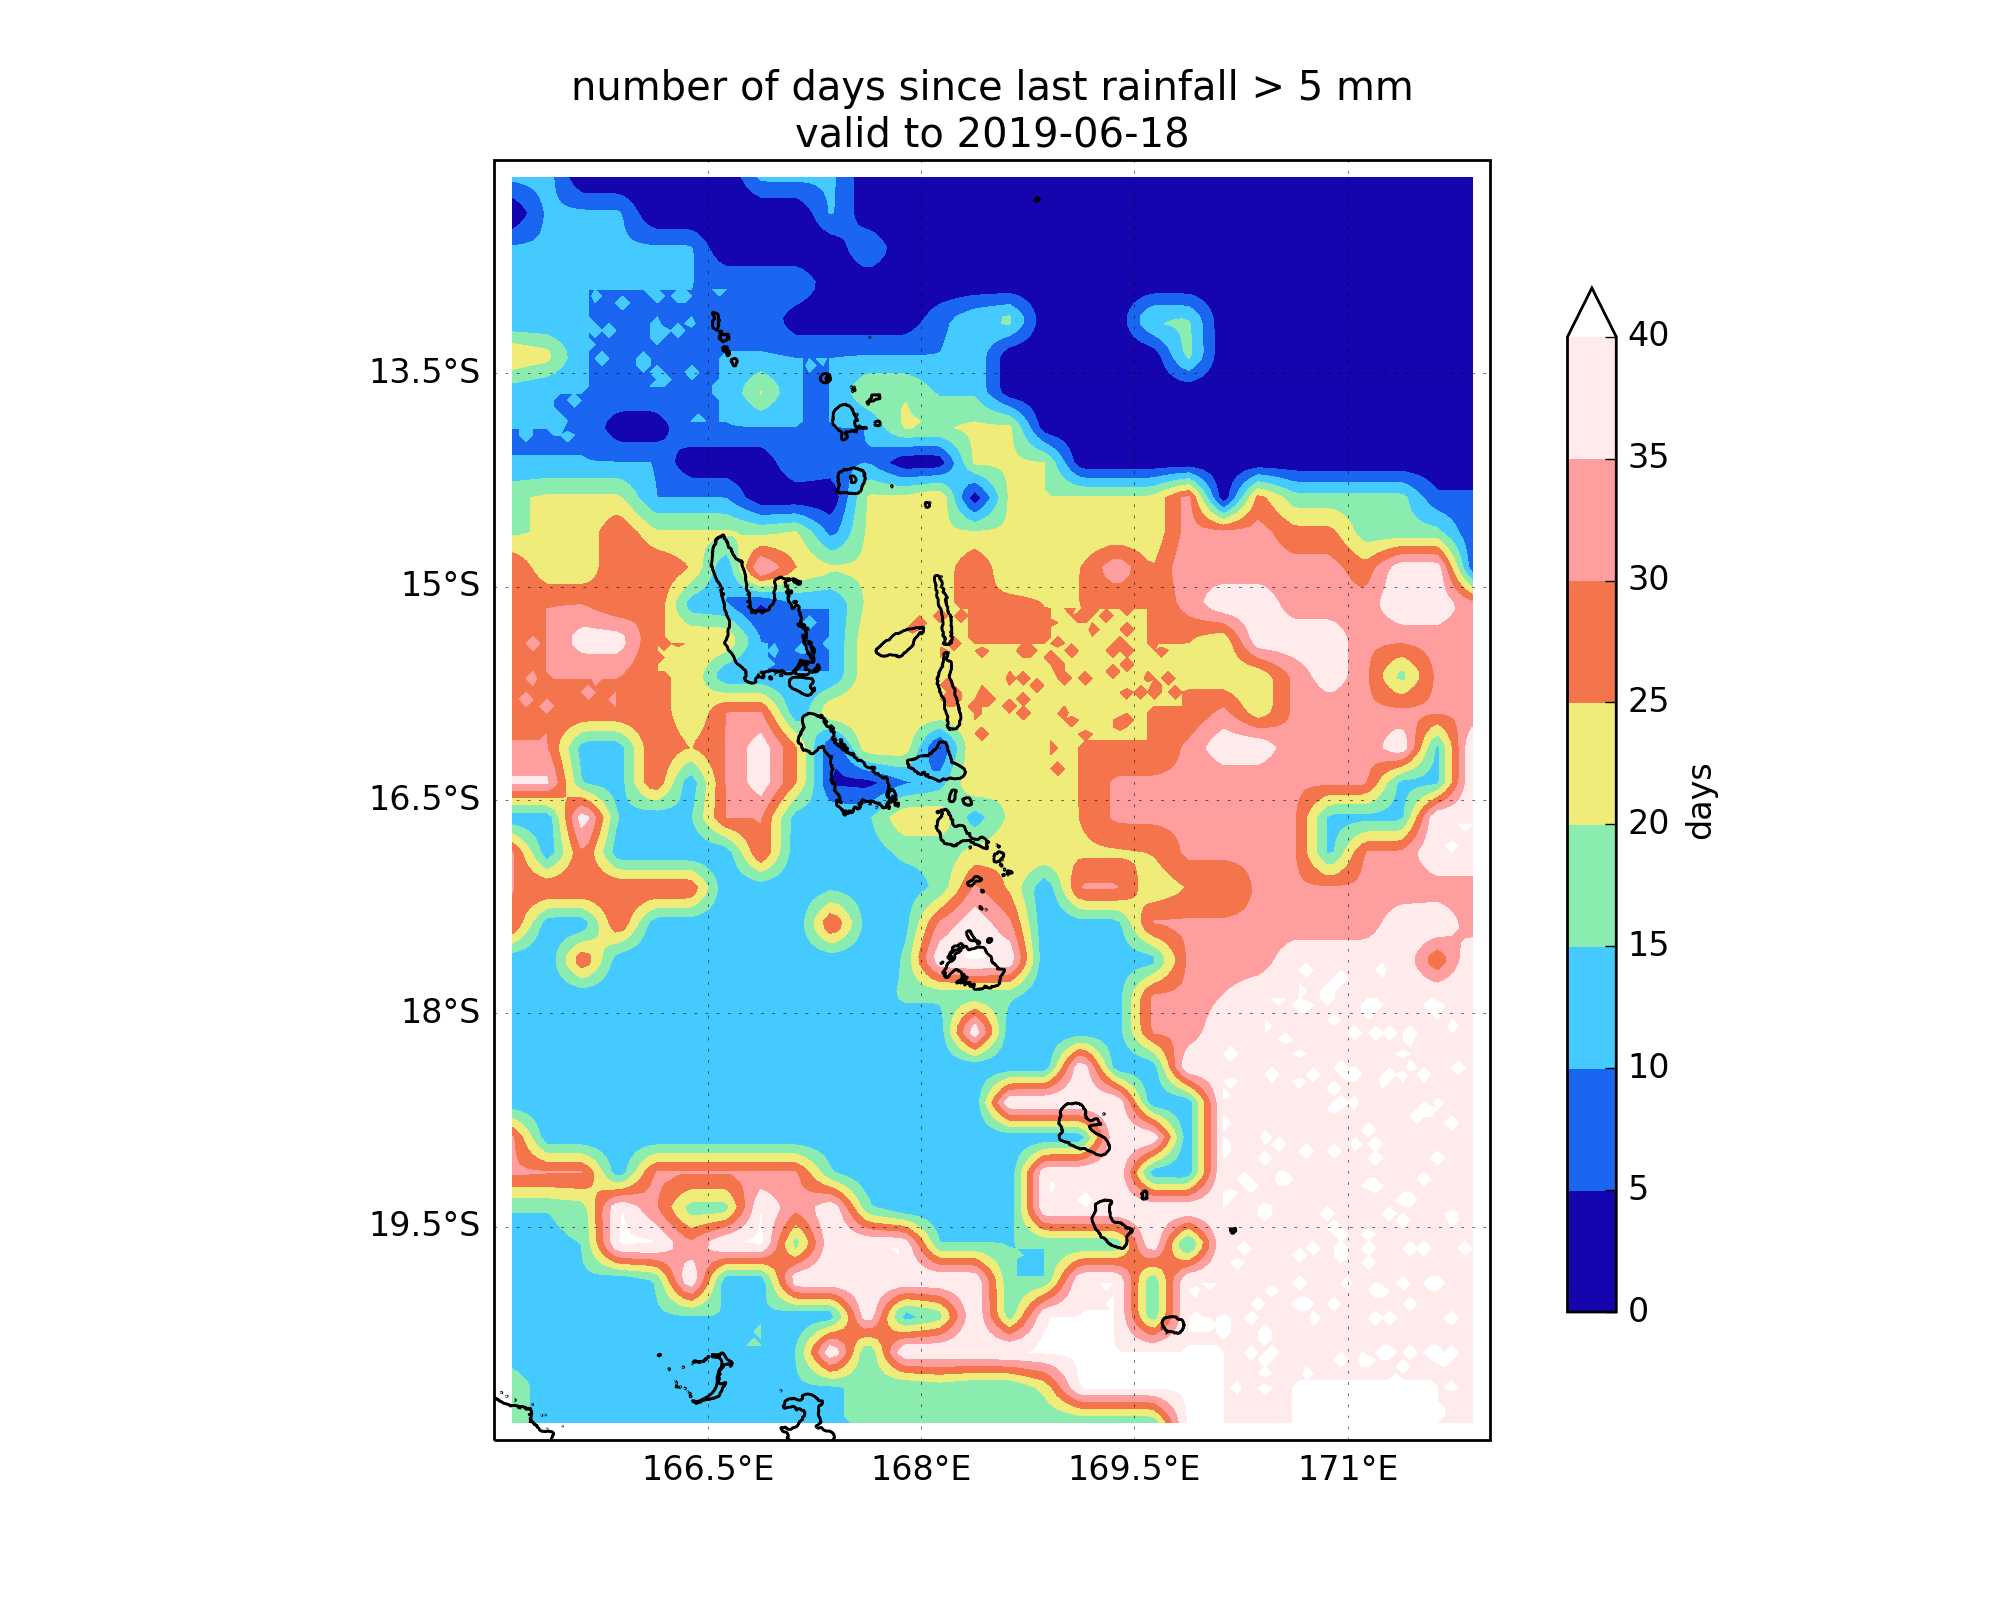 number of days since last rainfall > 5 mm
valid to 2019-06-18
13.5°S
15°S
16.5°S
18°S
19.5°S
166.5°E
168°E
169.5°E
171°E
40
35
30
25
20
15
10
5
0
days